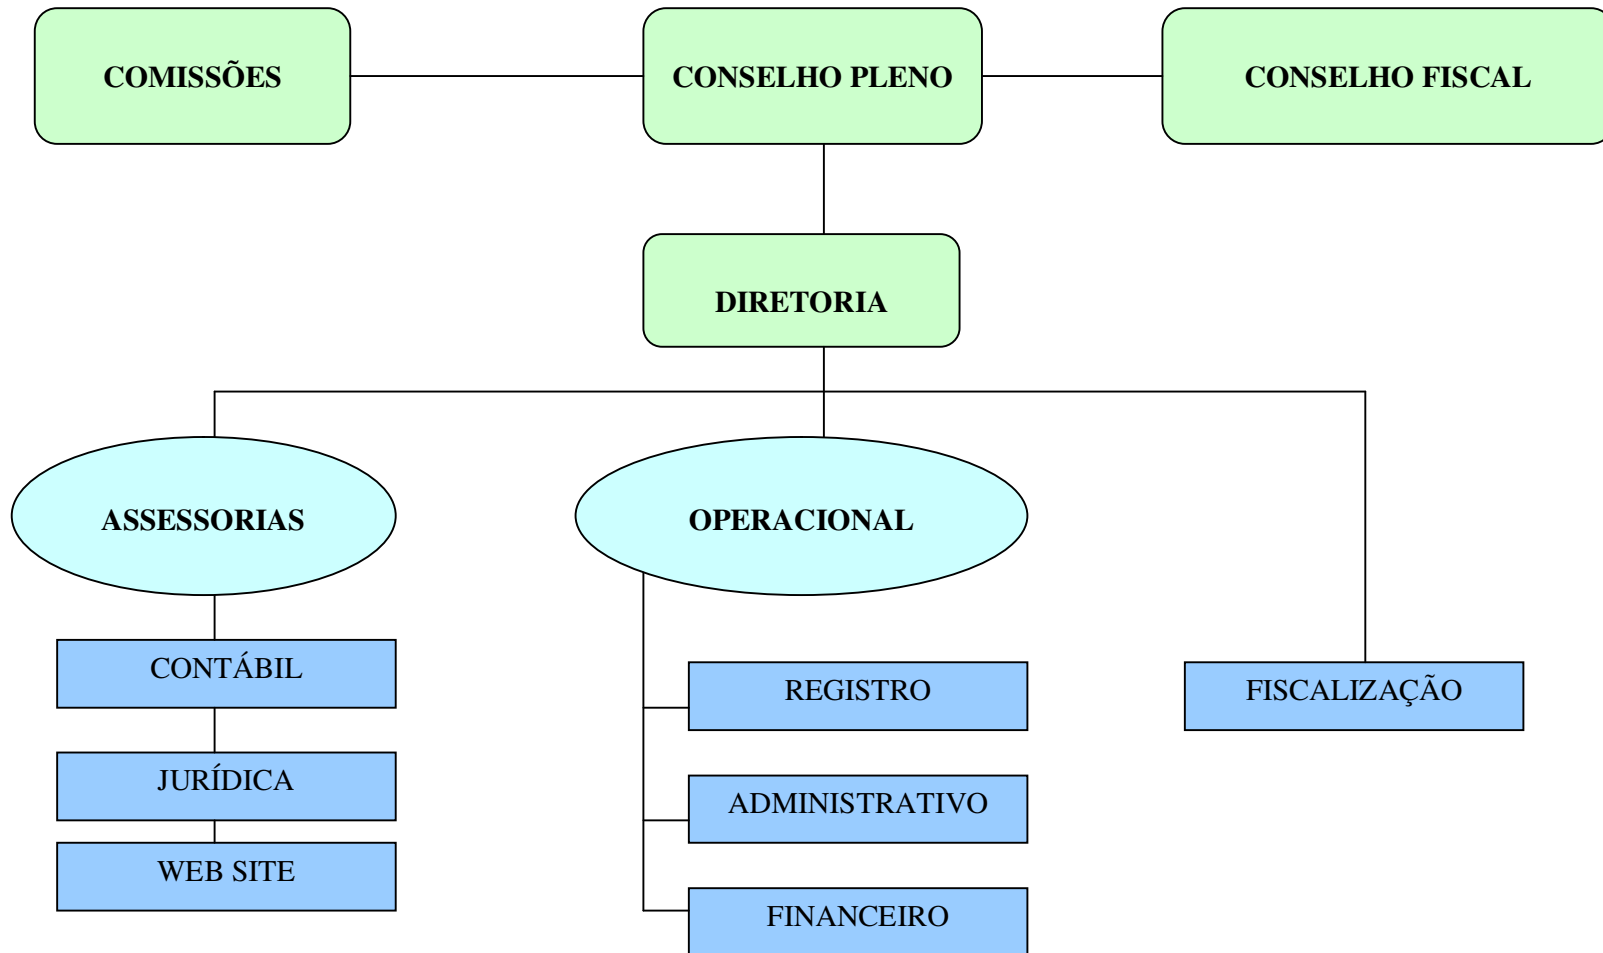 COMISSÕES
CONSELHO PLENO
CONSELHO FISCAL
DIRETORIA
ASSESSORIAS
OPERACIONAL
CONTÁBIL
JURÍDICA
WEB SITE
REGISTRO
ADMINISTRATIVO
FINANCEIRO
FISCALIZAÇÃO